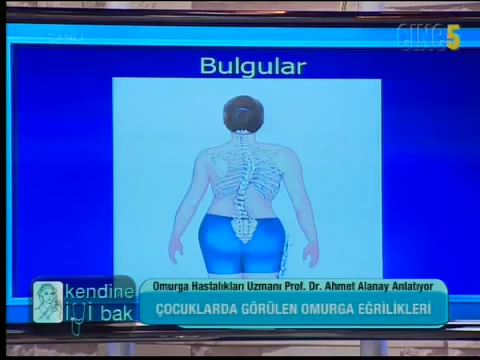 CANLI
CINE5
Bulgular
kendine
iyi bak
Omurga Hastalıkları Uzmanı Prof. Dr. Ahmet Alanay Anlatıyor
ÇOCUKLARDA GÖRÜLEN OMURGA EĞRİLİKLERİ